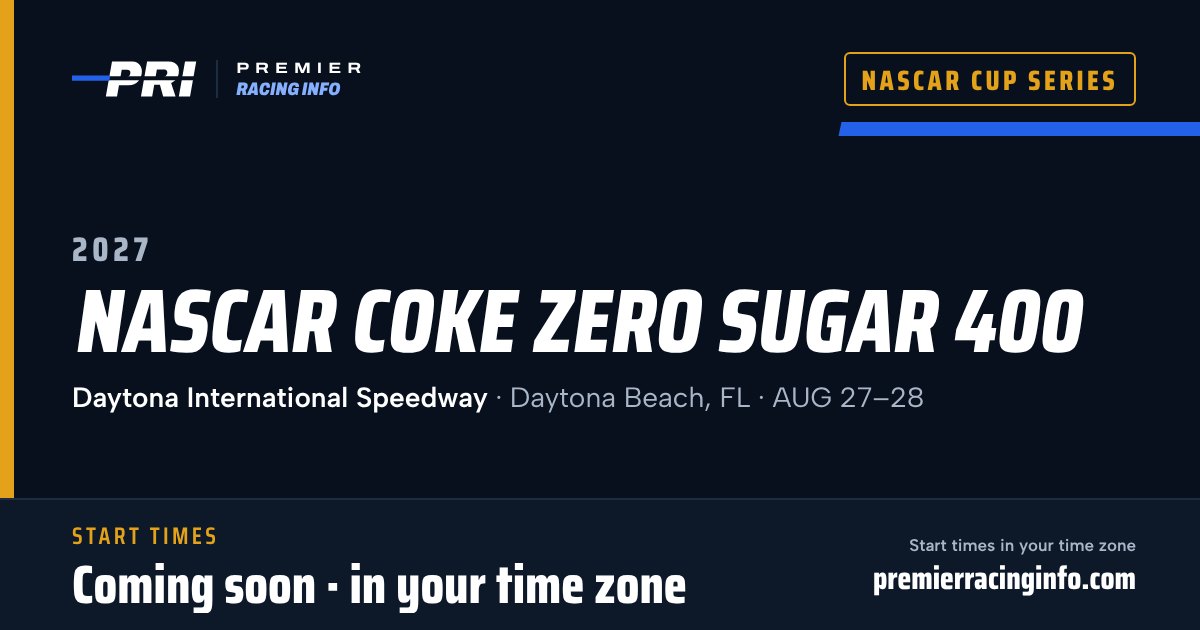 PRI
PREMIER
RACING INFO
NASCAR CUP SERIES
2027
NASCAR COKE ZERO SUGAR 400
Daytona International Speedway · Daytona Beach, FL · AUG 27–28
START TIMES
Coming soon · in your time zone
Start times in your time zone
premierracinginfo.com